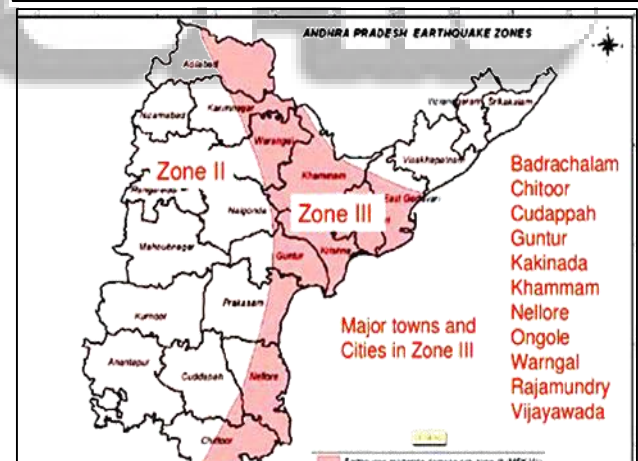 ANDHRA PRADESH EARTHQUAKE ZONES
Adilabad
Nizamabad
Karimnagar
Warangal
Vizianagaram
Srikakulam
Visakhapatnam
Zone II
Khammam
East Godavari
Zone III
Nalgonda
Mahbubnagar
Guntur
Krishna
Prakasam
Kurnool
Anantapur
Cuddapah
Nellore
Chittoor
Major towns and
Cities in Zone III
Badrachalam
Chitoor
Cudappah
Guntur
Kakinada
Khammam
Nellore
Ongole
Warngal
Rajamundry
Vijayawada